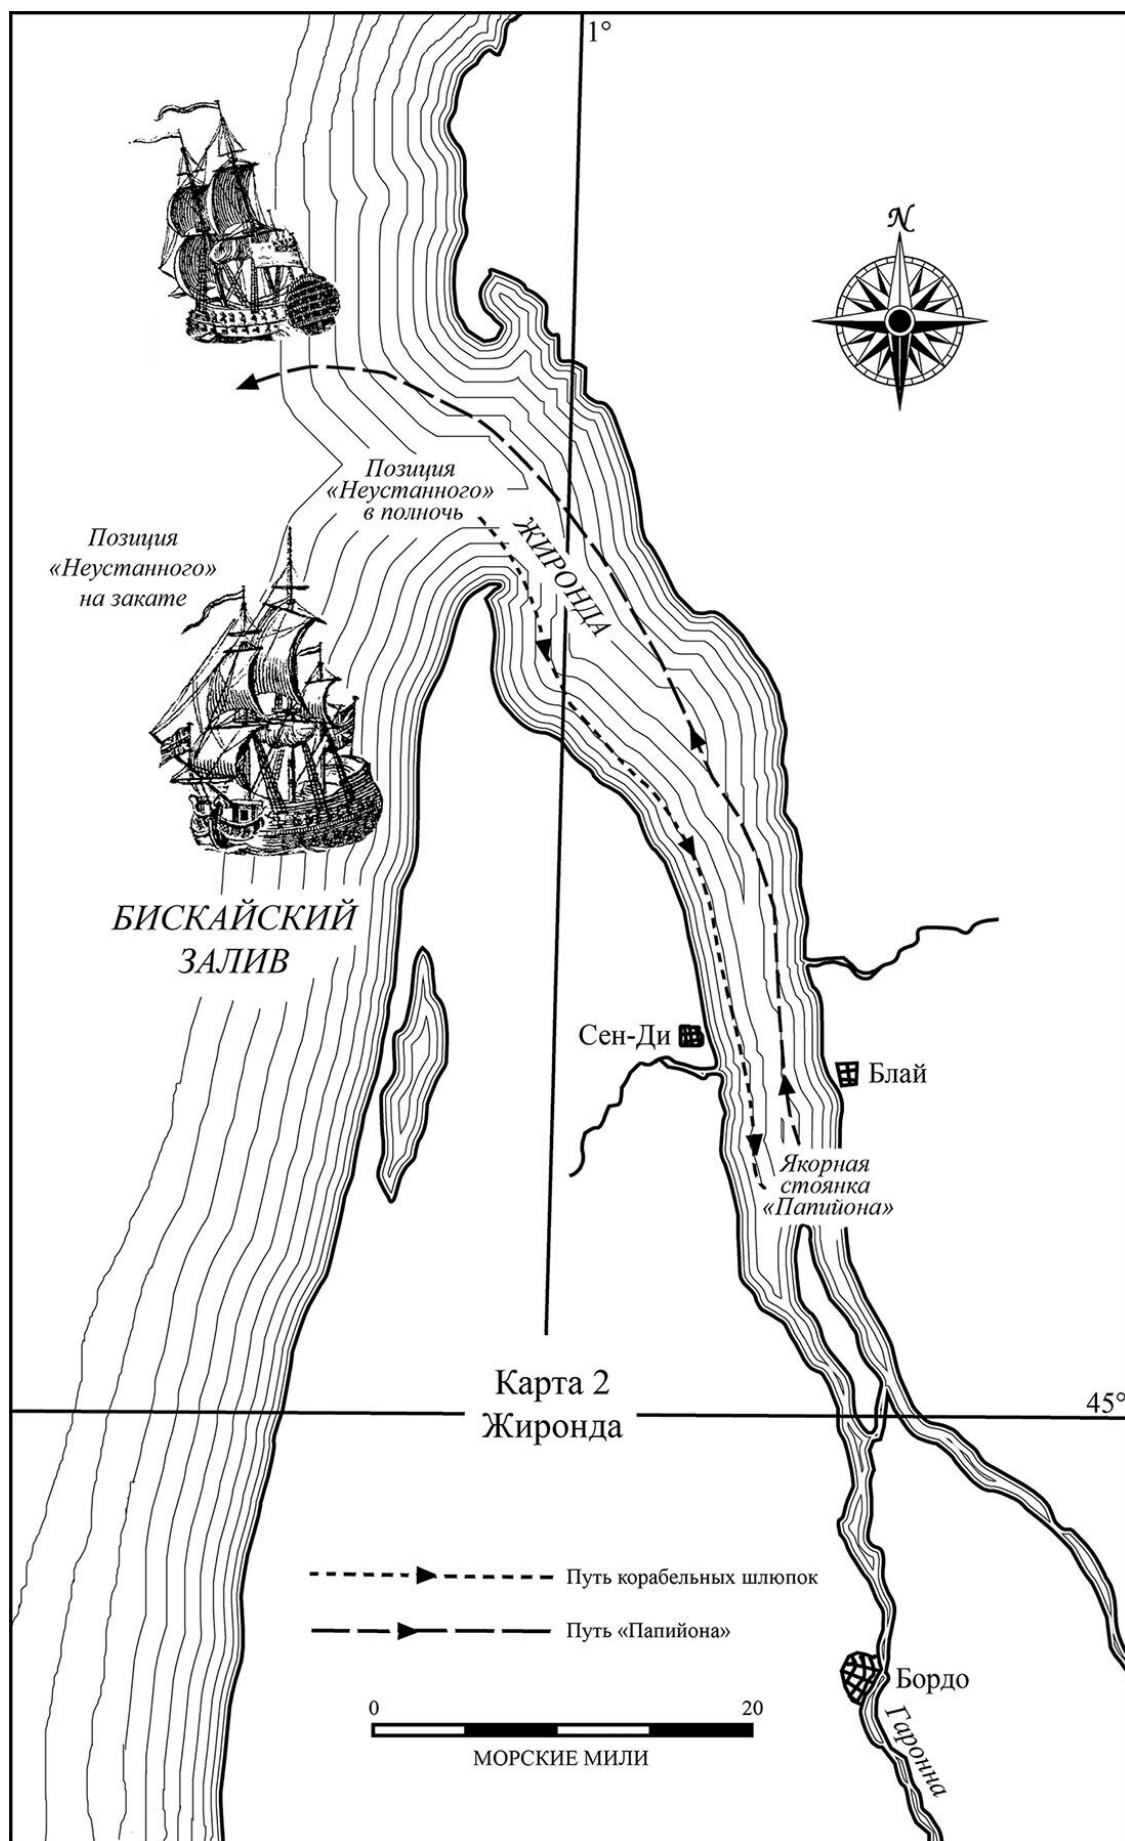 1°
N
Позиция
«Неустанного»
в полночь
Позиция
«Неустанного»
на закате
ЖИРОНДА
БИСКАЙСКИЙ
ЗАЛИВ
Сен-Ди
Блай
Якорная
стоянка
«Папийона»
Карта 2
Жиронда
45°
Путь корабельных шлюпок
Путь «Папийона»
Бордо
Гаронна
0 20
МОРСКИЕ МИЛИ